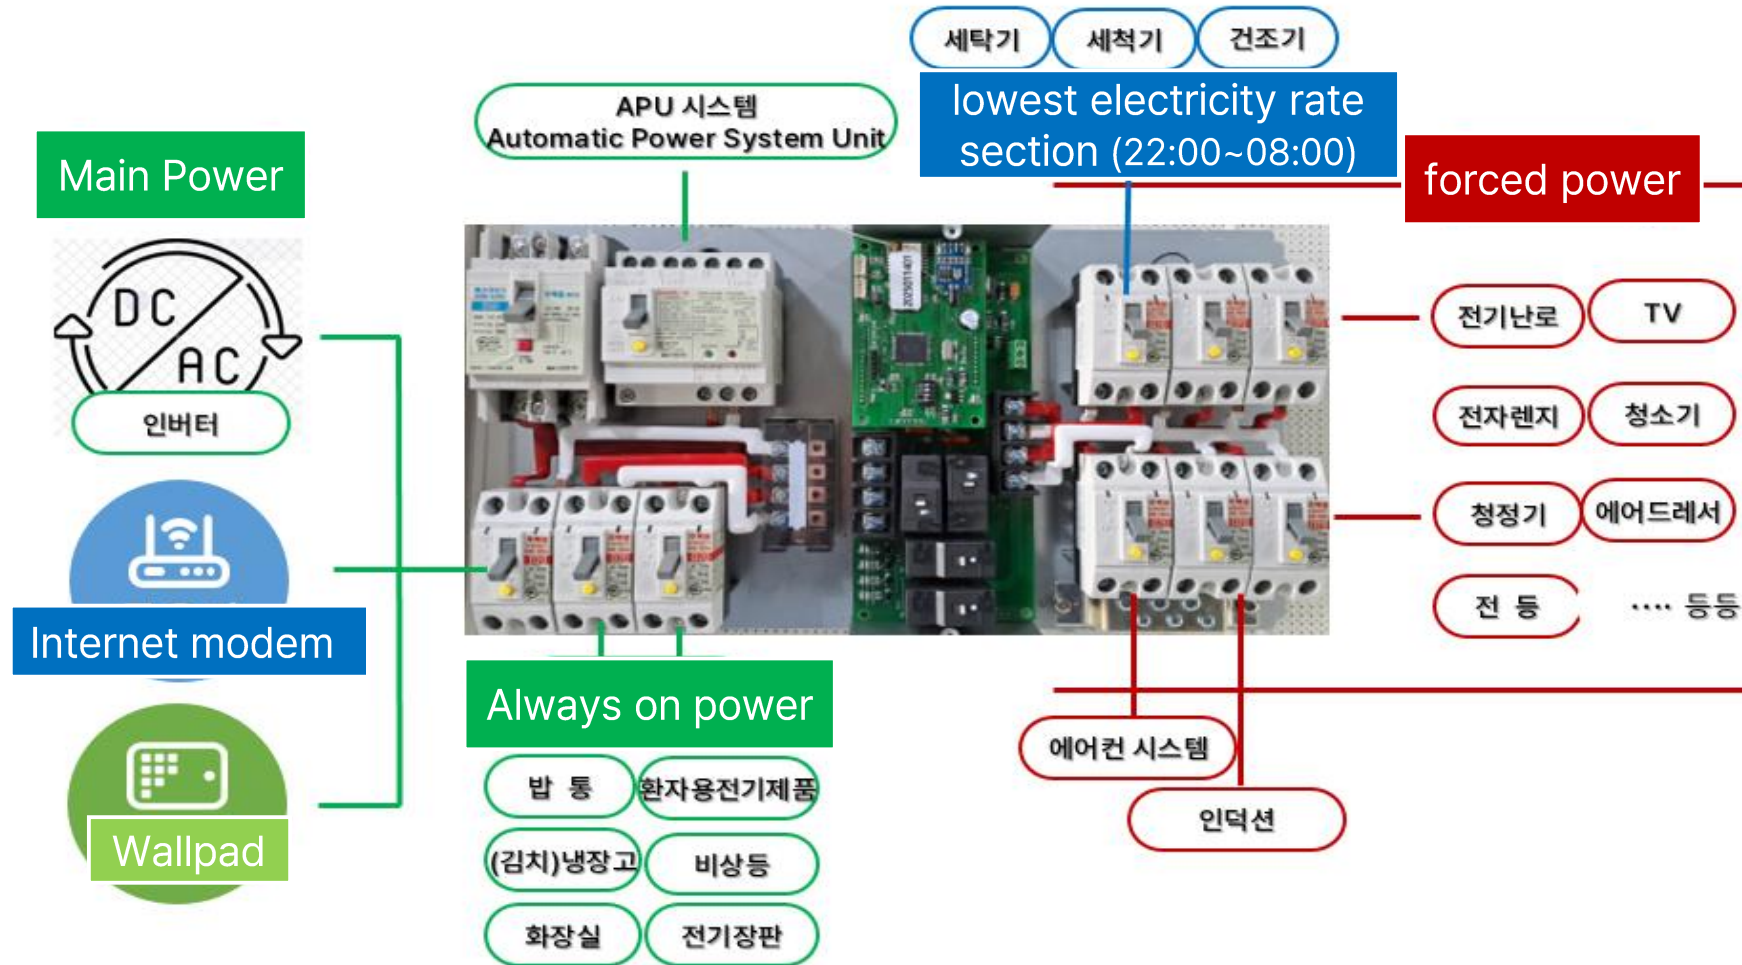 세탁기
세척기
건조기
APU 시스템
Automatic Power System Unit
lowest electricity rate
section (22:00~08:00)
Main Power
forced power
DC
AC
인버터
2025011401
전기난로
TV
전자렌지
청소기
청정기
에어드레서
전 등
.... 등등
Internet modem
Always on power
Wallpad
밥 통
환자용전기제품
(김치)냉장고
비상등
화장실
전기장판
에어컨 시스템
인덕션